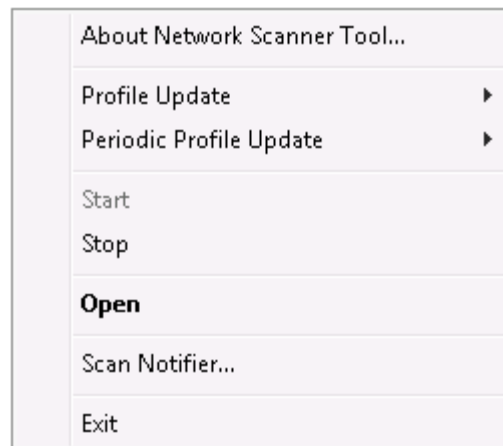 About Network Scanner Tool...
Profile Update
Periodic Profile Update
Start
Stop
Open
Scan Notifier...
Exit